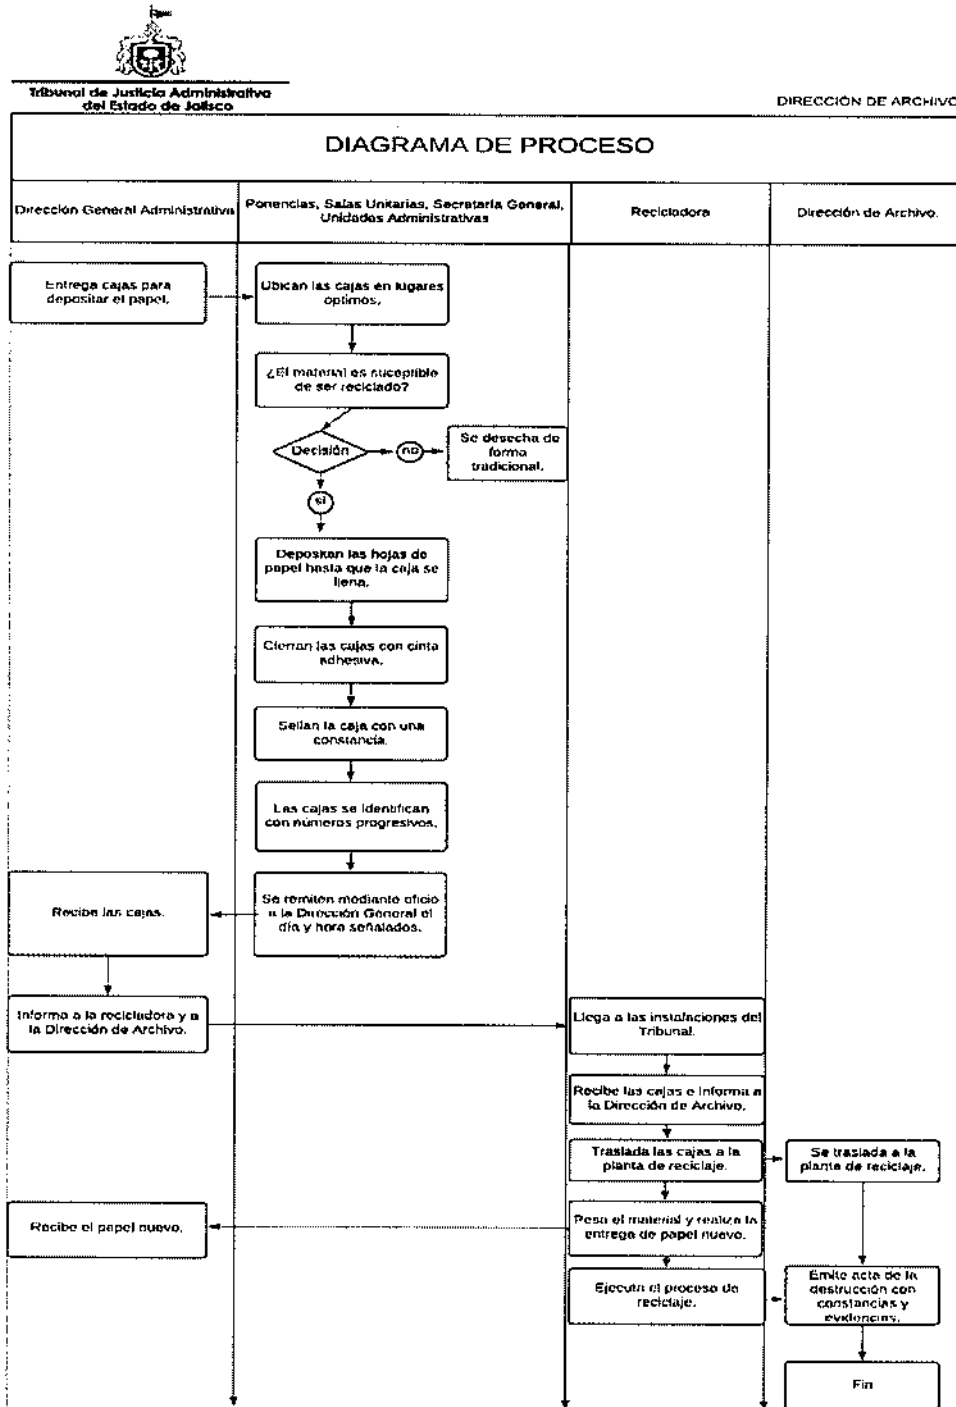 Tribunal de Justicia Administrativa
del Estado de Jalisco
DIRECCIÓN DE ARCHIVO
DIAGRAMA DE PROCESO
Dirección General Administrativa
Ponencias, Salas Unitarias, Secretaría General,
Unidades Administrativas
Recicladora
Dirección de Archivo.
Entrega cajas para
depositar el papel.
Ubican las cajas en lugares
optimos.
¿El material es suceptible
de ser reciclado?
Decisión
no
Se desecha de
forma
tradicional.
si
Depositan las hojas de
papel hasta que la caja se
llena.
Cierran las cajas con cinta
adhesiva.
Sellan la caja con una
constancia.
Las cajas se identifican
con números progresivos.
Se remiten mediante oficio
a la Dirección General el
día y hora señalados.
Recibe las cajas.
Informa a la recicladora y a
la Dirección de Archivo.
Llega a las instalaciones del
Tribunal.
Recibe las cajas e informa a
la Dirección de Archivo.
Traslada las cajas a la
planta de reciclaje.
Se traslada a la
planta de reciclaje.
Pesa el material y realiza la
entrega de papel nuevo.
Recibe el papel nuevo.
Ejecuta el proceso de
reciclaje.
Emite acta de la
destrucción con
constancias y
evidencias.
Fin